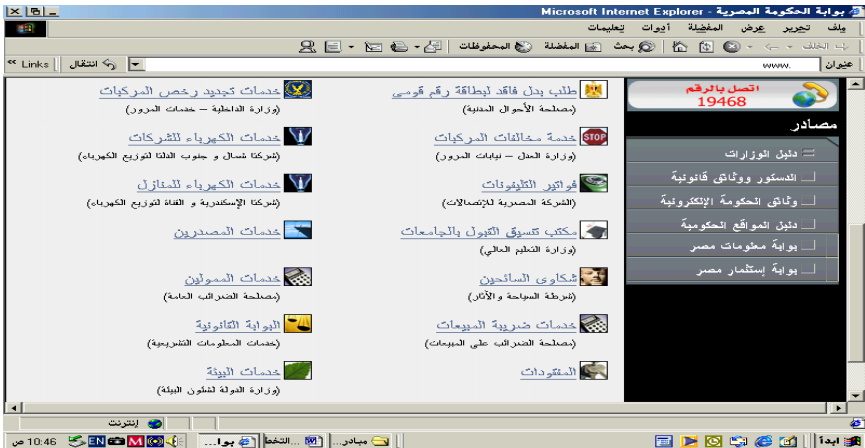 بوابة الحكومة المصرية - Microsoft Internet Explorer
ملف تحرير عرض المفضلة أدوات تعليمات
الخلف بحث المفضلة المحفوظات
عنوان www. انتقال Links
اتصل بالرقم
19468
مصادر
دليل الوزارات
الدستور ووثائق قانونية
وثائق الحكومة الإلكترونية
دليل المواقع الحكومية
بوابة معلومات مصر
بوابة إستثمار مصر
طلب بدل فاقد لبطاقة رقم قومى
(مصلحة الأحوال المدنية)
خدمات تجديد رخص المركبات
(وزارة الداخلية – خدمات المرور)
خدمة مخالفات المركبات
(وزارة العدل – نيابات المرور)
خدمات الكهرباء للشركات
(شركتا شمال و جنوب الدلتا لتوزيع الكهرباء)
فواتير التليفونات
(الشركة المصرية للإتصالات)
خدمات الكهرباء للمنازل
(شركتا الإسكندرية و القناة لتوزيع الكهرباء)
مكتب تنسيق القبول بالجامعات
(وزارة التعليم العالي)
خدمات المصدرين
شكاوى السائحين
(شرطة السياحة والآثار)
خدمات الممولين
(مصلحة الضرائب العامة)
خدمات ضريبة المبيعات
(مصلحة الضرائب على المبيعات)
البوابة القانونية
(خدمات المعلومات التشريعية)
المفقودات
خدمات البيئة
(وزارة الدولة لشئون البيئة)
إنترنت
ابدأ مبادر... التخط... بوا... EN 10:46 ص